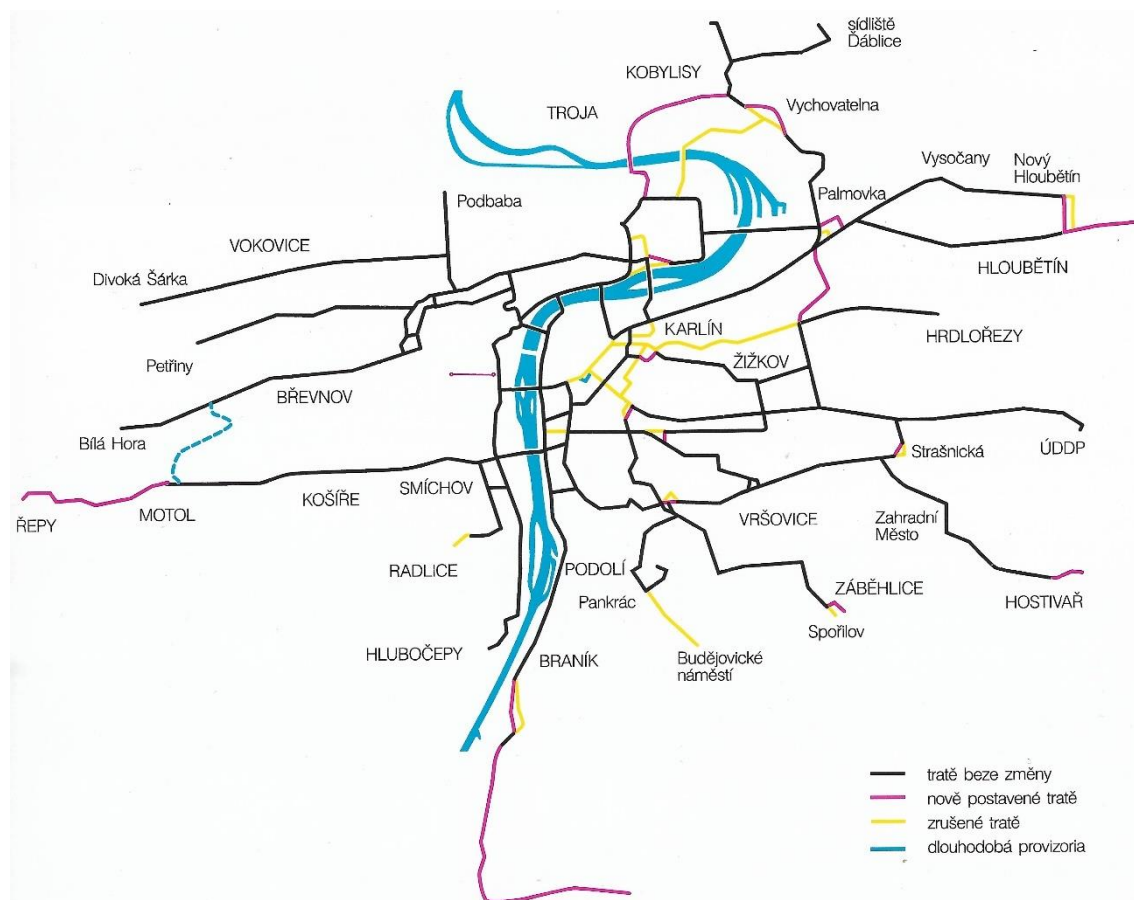 sídliště
Ďáblice
KOBYLISY
TROJA
Vychovatelna
Vysočany
Nový
Hloubětín
Podbaba
Palmovka
VOKOVICE
Divoká Šárka
HLOUBĚTÍN
KARLÍN
HRDLOŘEZY
Petřiny
ŽIŽKOV
BŘEVNOV
Bílá Hora
Strašnická
ÚDDP
KOŠÍŘE
SMÍCHOV
ŘEPY
MOTOL
VRŠOVICE
Zahradní
Město
RADLICE
PODOLÍ
Pankrác
ZÁBĚHLICE
HOSTIVAŘ
Spořilov
HLUBOČEPY
BRANÍK
Budějovické
náměstí
tratě beze změny
nově postavené tratě
zrušené tratě
dlouhodobá provizoria